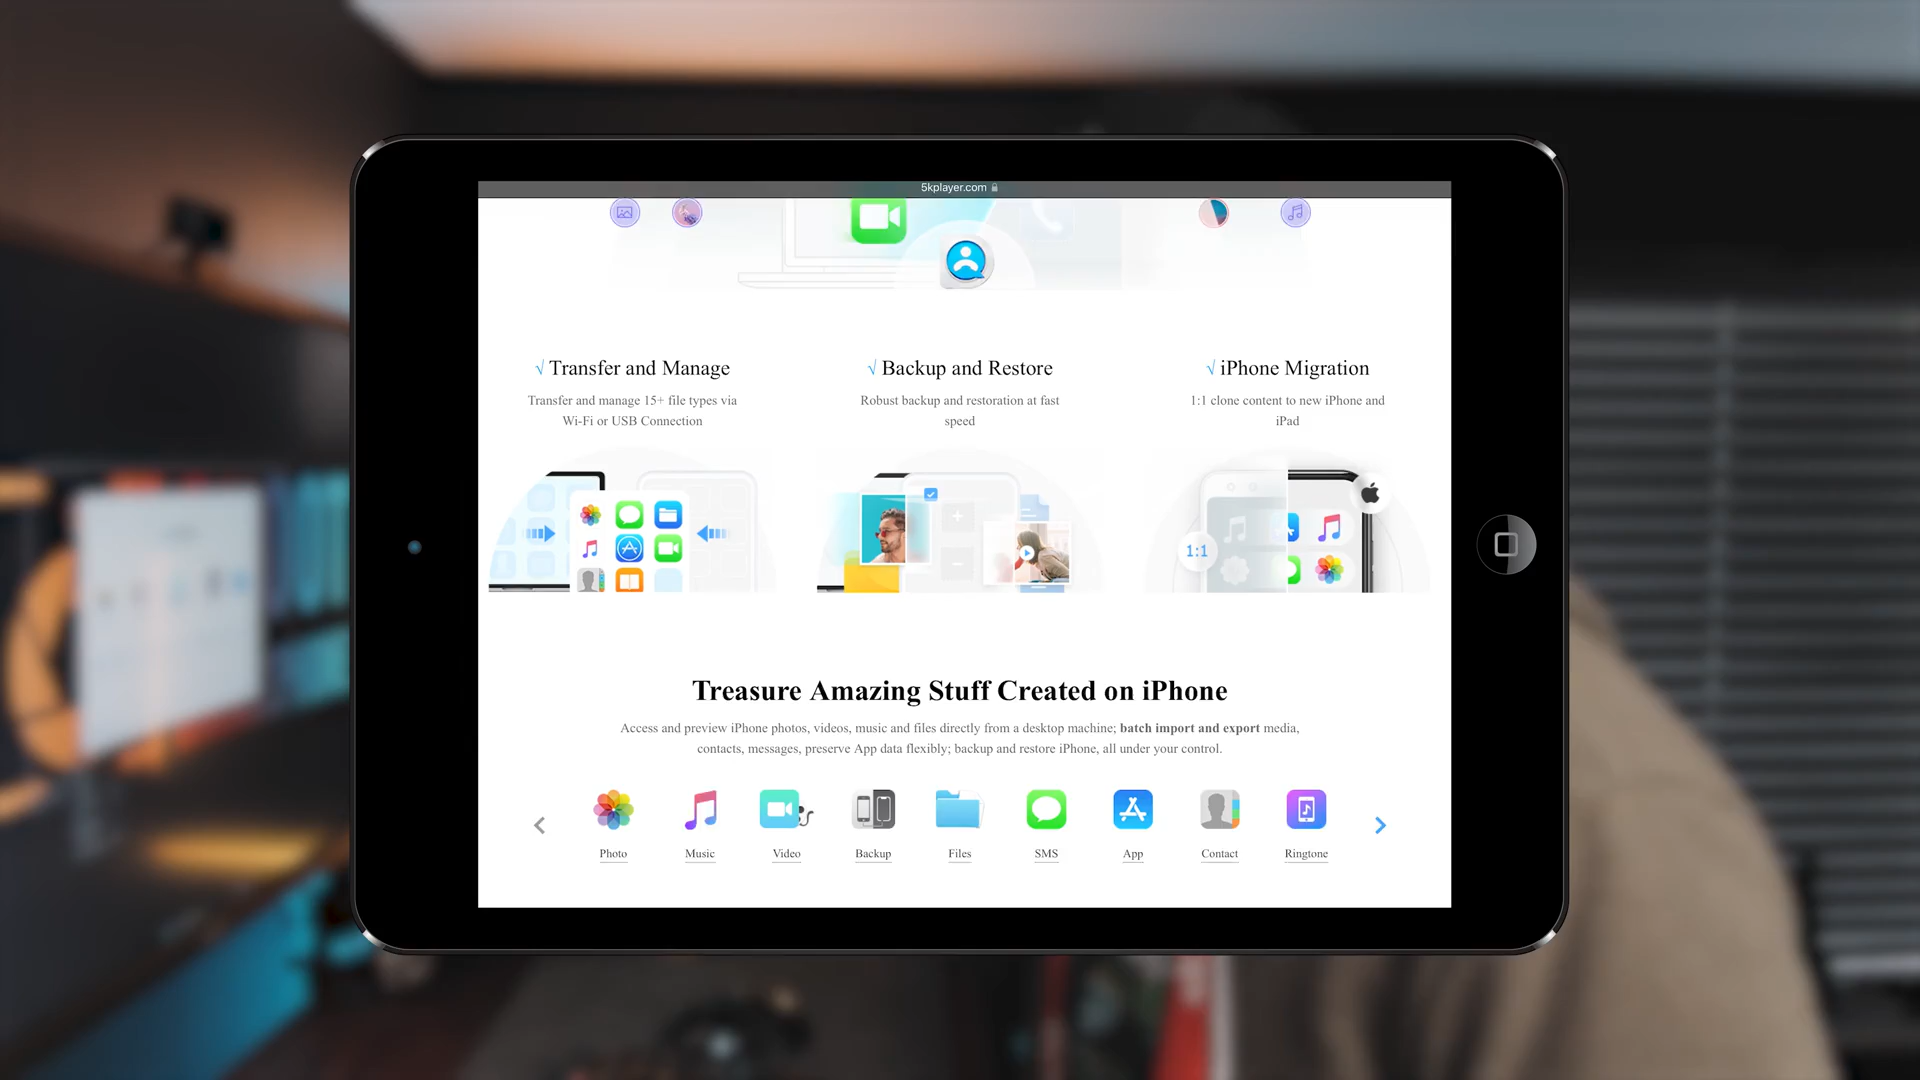 5kplayer.com
√ Transfer and Manage
Transfer and manage 15+ file types via
Wi-Fi or USB Connection
√ Backup and Restore
Robust backup and restoration at fast
speed
√ iPhone Migration
1:1 clone content to new iPhone and
iPad
1:1
Treasure Amazing Stuff Created on iPhone
Access and preview iPhone photos, videos, music and files directly from a desktop machine; batch import and export media,
contacts, messages, preserve App data flexibly; backup and restore iPhone, all under your control.
Photo
Music
Video
Backup
Files
SMS
App
Contact
Ringtone